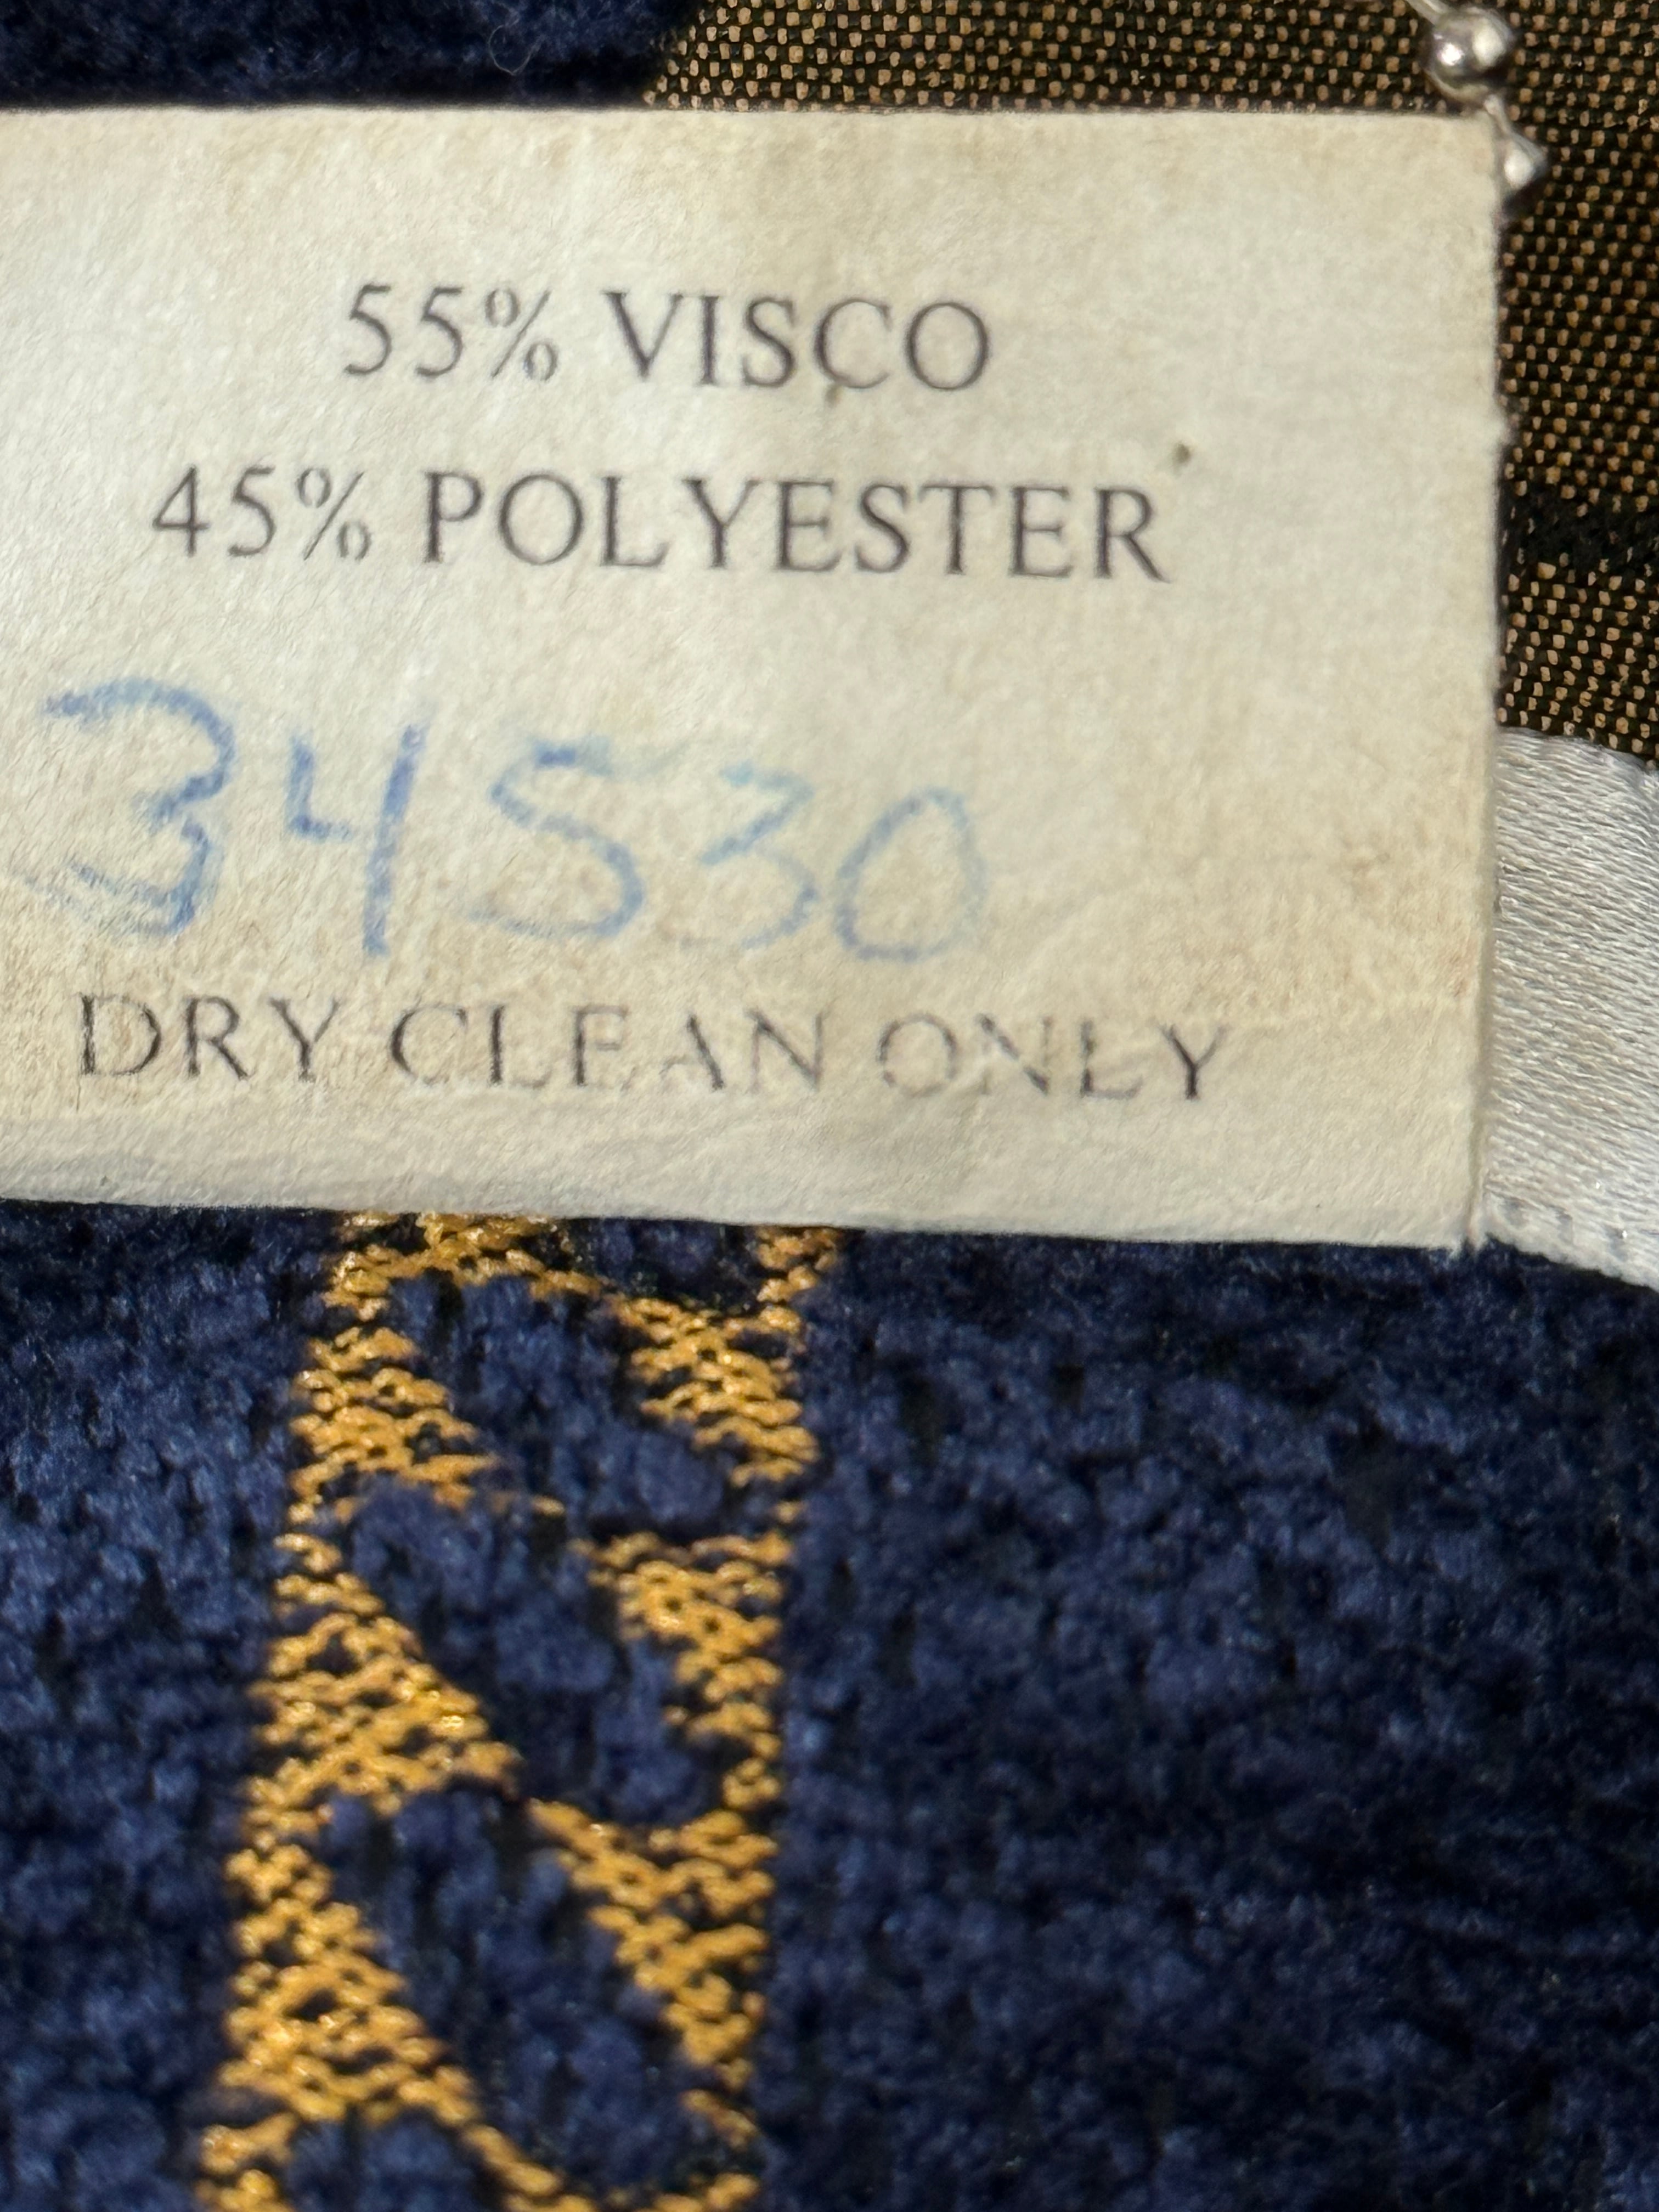 55% VISCO
45% POLYESTER
34530
DRY CLEAN ONLY